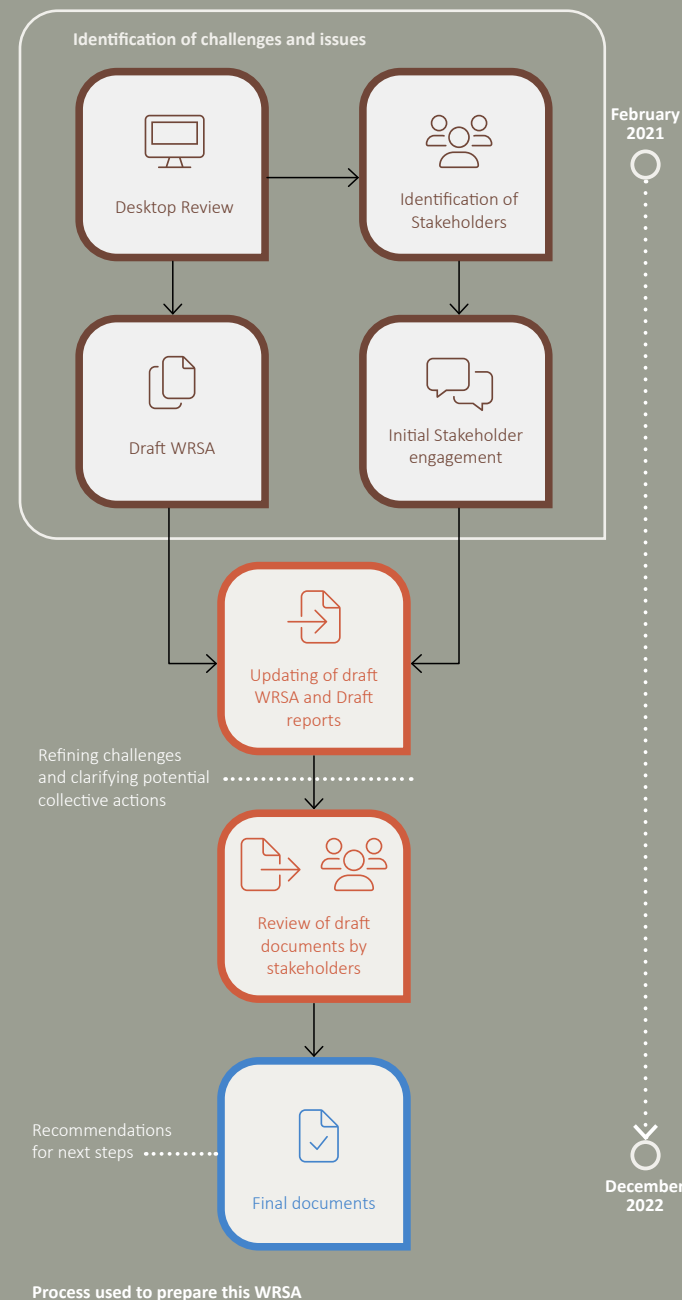 Identification of challenges and issues
February
2021
Desktop Review
Identification of
Stakeholders
Draft WRSA
Initial Stakeholder
engagement
Updating of draft
WRSA and Draft
reports
Refining challenges
and clarifying potential
collective actions
Review of draft
documents by
stakeholders
Recommendations
for next steps
Final documents
December
2022
Process used to prepare this WRSA